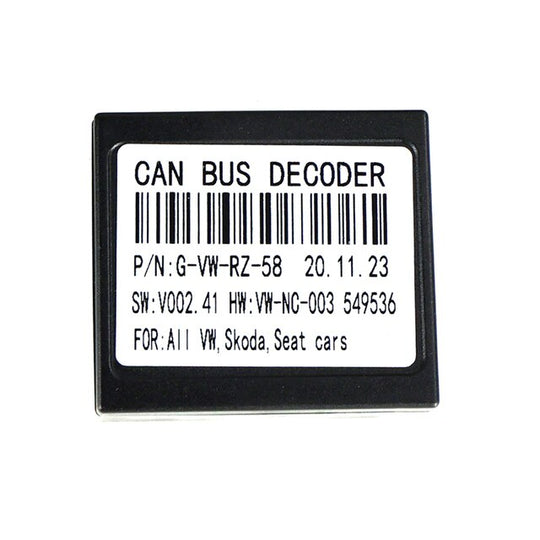 CAN BUS DECODER
P/N:G-VW-RZ-58 20.11.23
SW:V002.41 HW:VW-NC-003 549536
FOR:All VW,Skoda,Seat cars